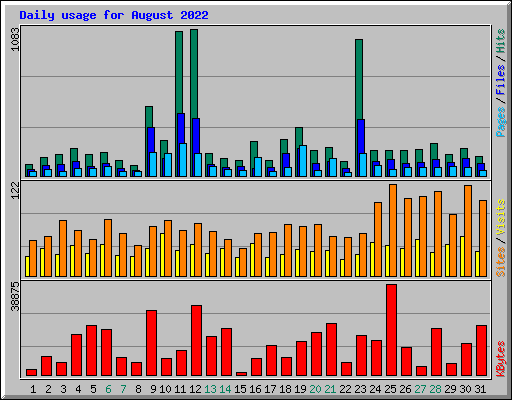 Daily usage for August 2022
1083
Pages / Files / Hits
122
Sites / Visits
38875
KBytes
1 2 3 4 5 6 7 8 9 10 11 12 13 14 15 16 17 18 19 20 21 22 23 24 25 26 27 28 29 30 31